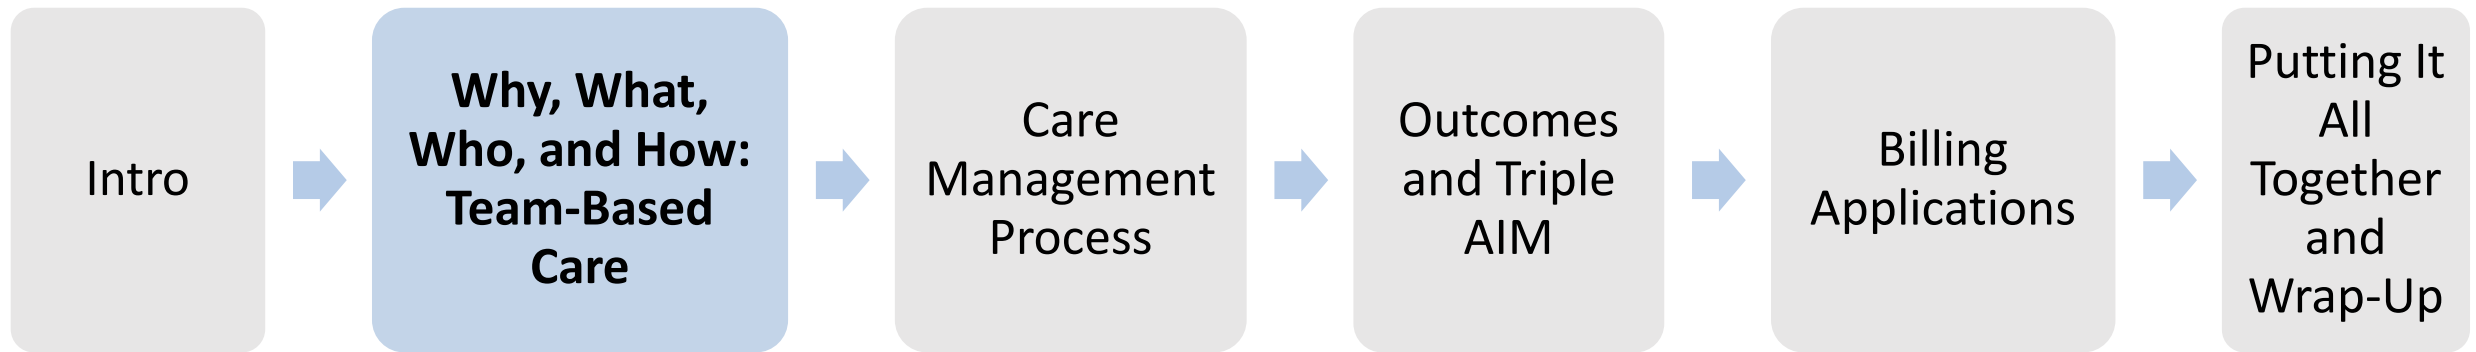 Intro
Why, What,
Who, and How:
Team-Based
Care
Care
Management
Process
Outcomes
and Triple
AIM
Billing
Applications
Putting It
All
Together
and
Wrap-Up